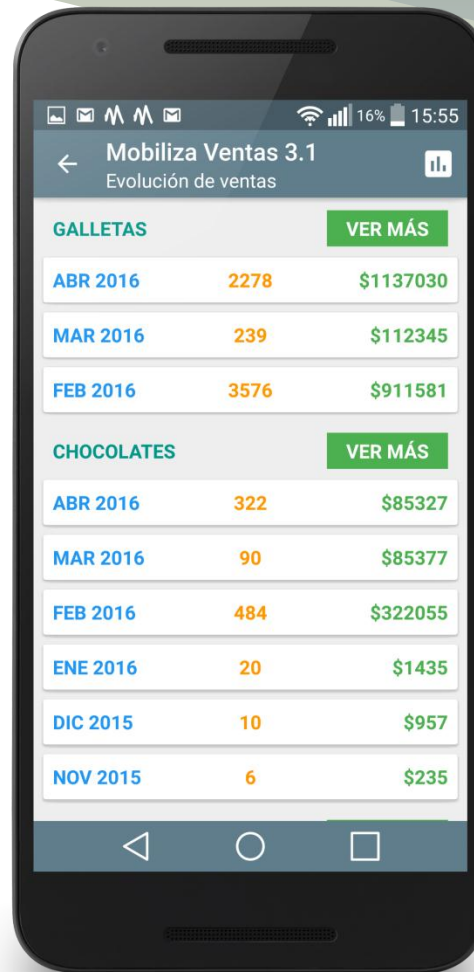 16% 15:55
Mobiliza Ventas 3.1
Evolución de ventas
GALLETAS VER MÁS
ABR 2016 2278 $1137030
MAR 2016 239 $112345
FEB 2016 3576 $911581
CHOCOLATES VER MÁS
ABR 2016 322 $85327
MAR 2016 90 $85377
FEB 2016 484 $322055
ENE 2016 20 $1435
DIC 2015 10 $957
NOV 2015 6 $235